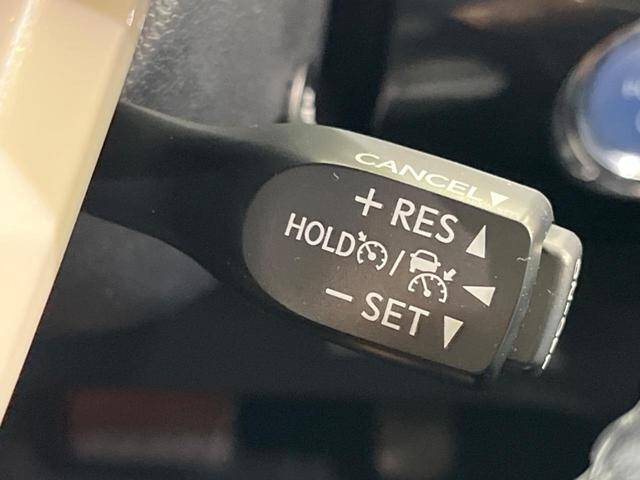 CANCEL▼
+ RES ▲
HOLD / ◀
− SET ▼